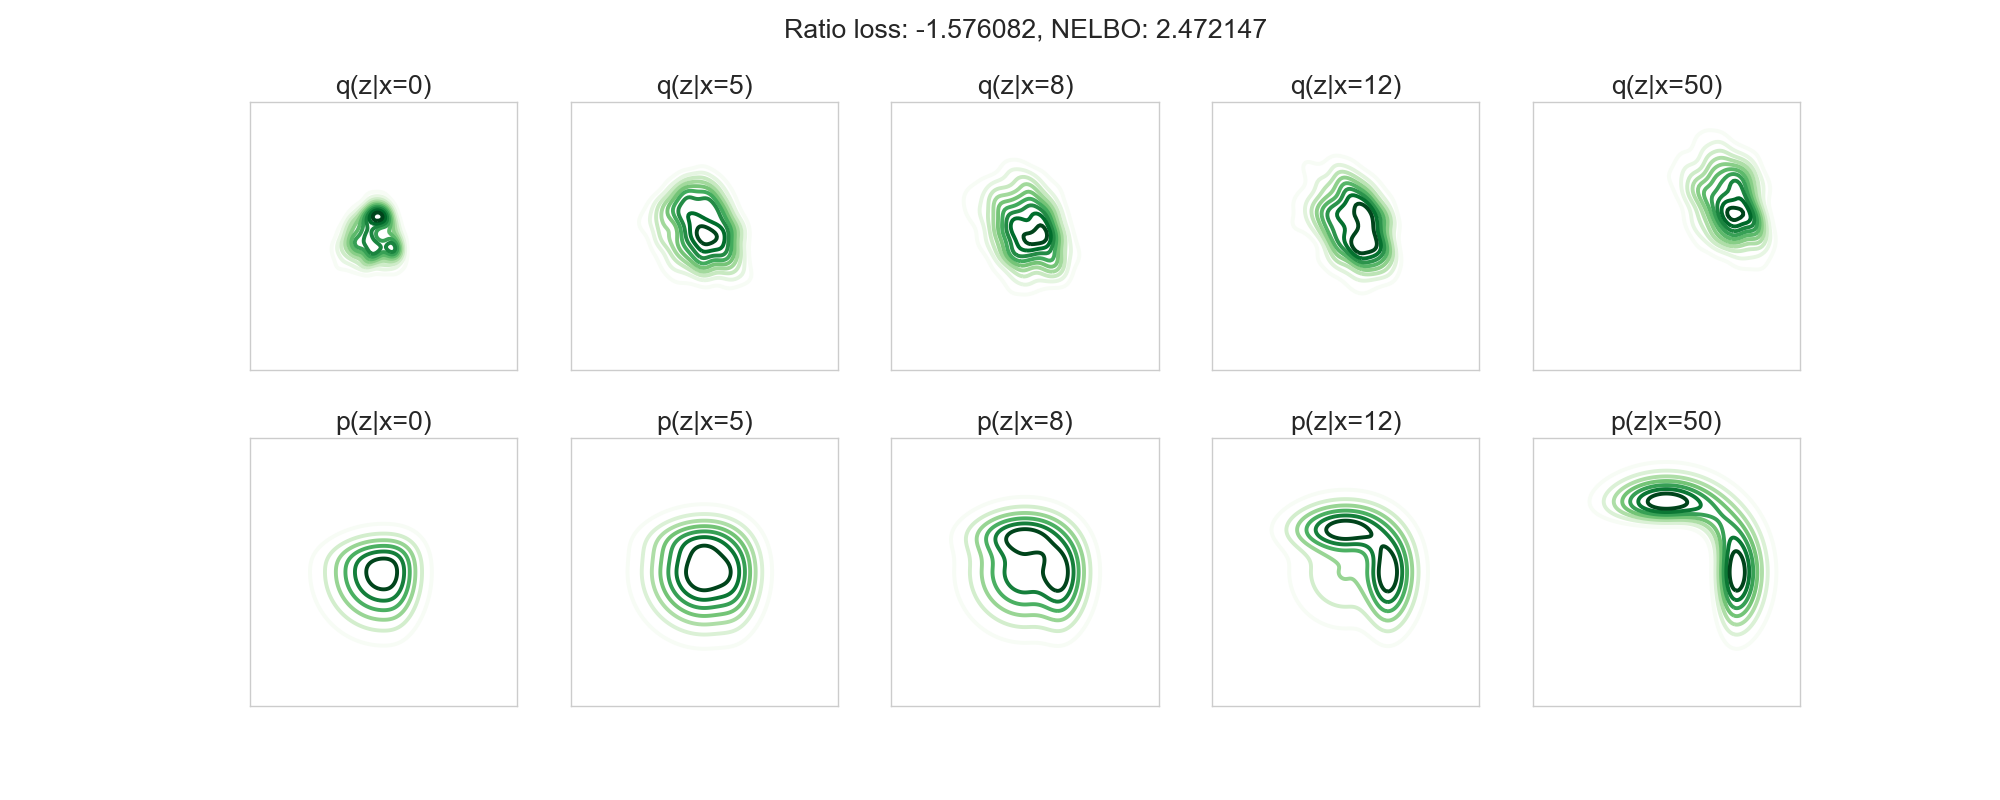 Ratio loss: -1.576082, NELBO: 2.472147
q(z|x=0) q(z|x=5) q(z|x=8) q(z|x=12) q(z|x=50)
p(z|x=0) p(z|x=5) p(z|x=8) p(z|x=12) p(z|x=50)